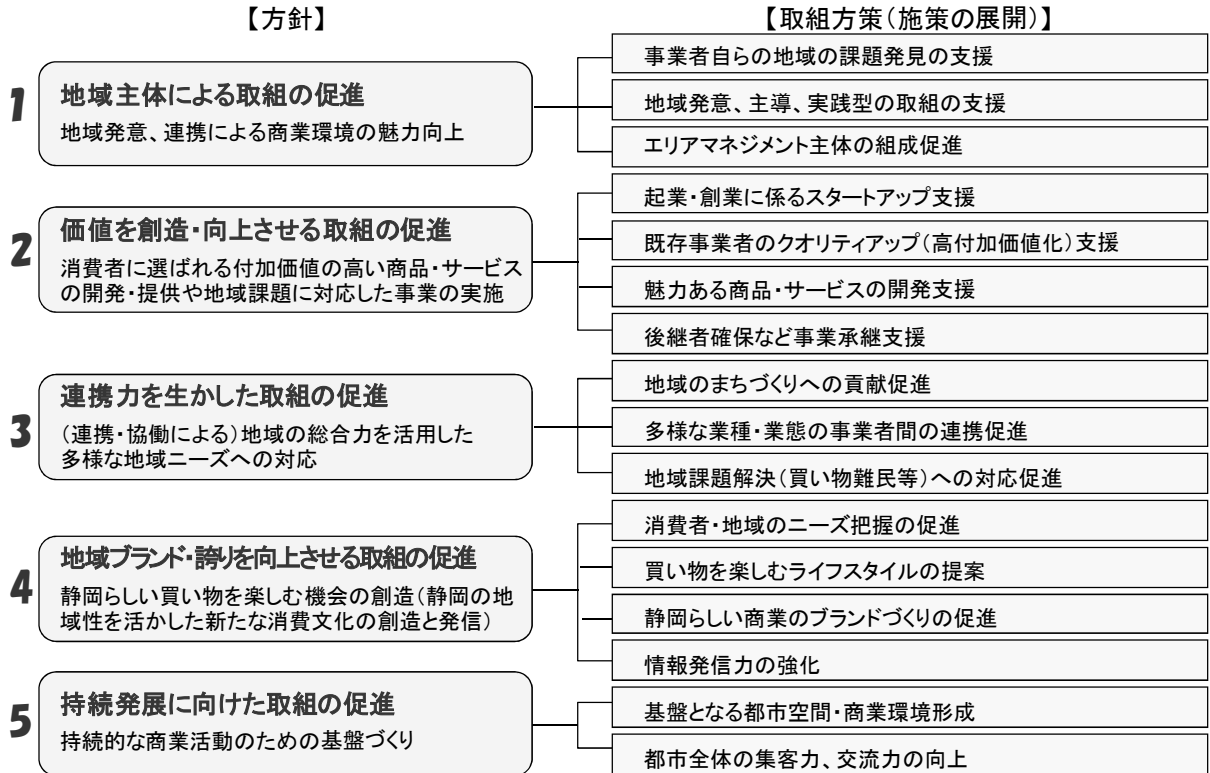 【方針】
【取組方策(施策の展開)】
1
地域主体による取組の促進
地域発意、連携による商業環境の魅力向上
事業者自らの地域の課題発見の支援
地域発意、主導、実践型の取組の支援
エリアマネジメント主体の組成促進
2
価値を創造・向上させる取組の促進
消費者に選ばれる付加価値の高い商品・サービス
の開発・提供や地域課題に対応した事業の実施
起業・創業に係るスタートアップ支援
既存事業者のクオリティアップ(高付加価値化)支援
魅力ある商品・サービスの開発支援
後継者確保など事業承継支援
3
連携力を生かした取組の促進
(連携・協働による)地域の総合力を活用した
多様な地域ニーズへの対応
地域のまちづくりへの貢献促進
多様な業種・業態の事業者間の連携促進
地域課題解決(買い物難民等)への対応促進
4
地域ブランド・誇りを向上させる取組の促進
静岡らしい買い物を楽しむ機会の創造(静岡の地
域性を活かした新たな消費文化の創造と発信)
消費者・地域のニーズ把握の促進
買い物を楽しむライフスタイルの提案
静岡らしい商業のブランドづくりの促進
情報発信力の強化
5
持続発展に向けた取組の促進
持続的な商業活動のための基盤づくり
基盤となる都市空間・商業環境形成
都市全体の集客力、交流力の向上